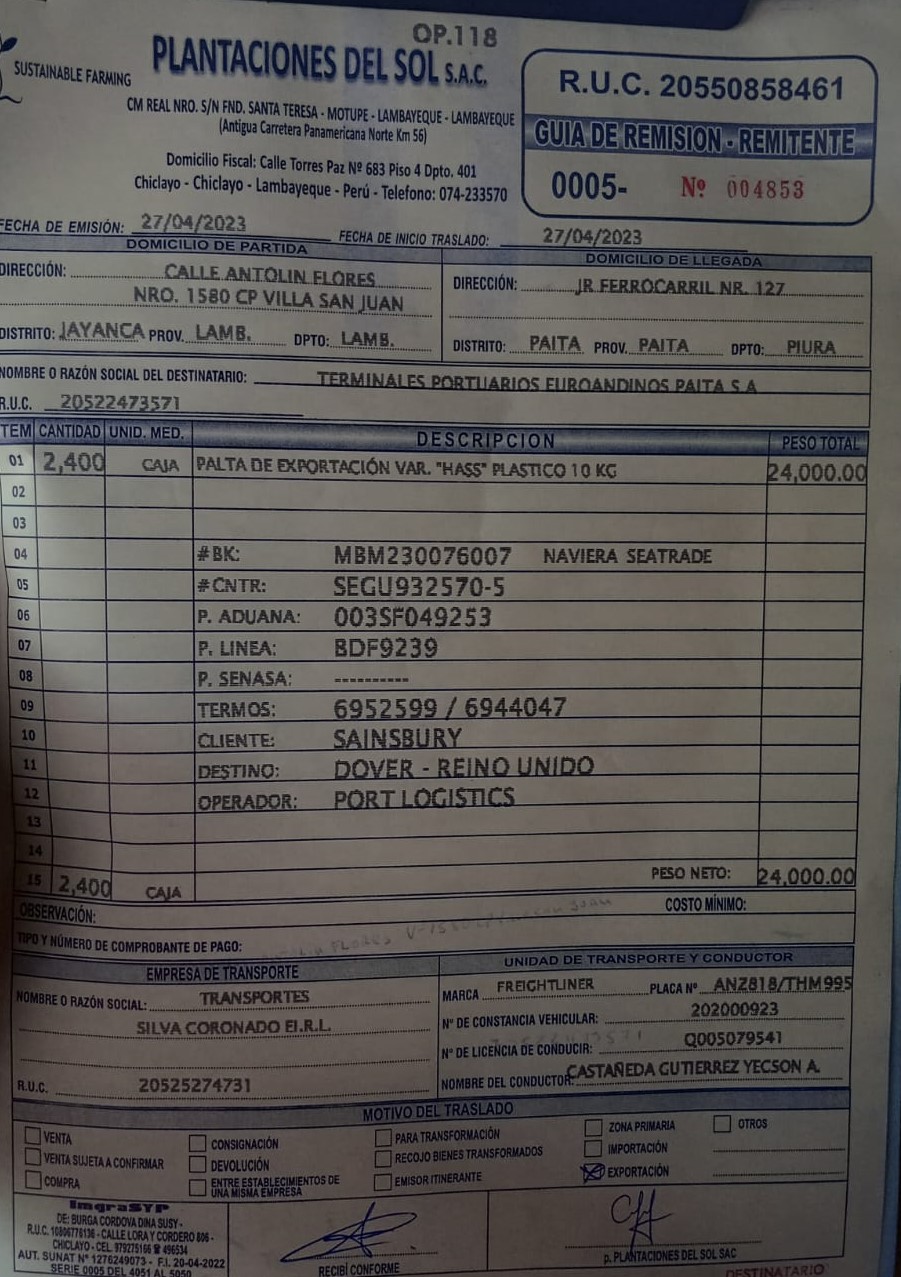 OP.118
SUSTAINABLE FARMING
PLANTACIONES DEL SOL S.A.C.
CM REAL NRO. S/N FND. SANTA TERESA - MOTUPE - LAMBAYEQUE - LAMBAYEQUE
(Antigua Carretera Panamericana Norte Km 56)
Domicilio Fiscal: Calle Torres Paz Nº 683 Piso 4 Dpto. 401
Chiclayo - Chiclayo - Lambayeque - Perú - Telefono: 074-233570
R.U.C. 20550858461
GUIA DE REMISION - REMITENTE
0005- Nº 004853
FECHA DE EMISIÓN: 27/04/2023 FECHA DE INICIO TRASLADO: 27/04/2023
DOMICILIO DE PARTIDA
DIRECCIÓN: CALLE ANTOLIN FLORES
NRO. 1580 CP VILLA SAN JUAN
DISTRITO: JAYANCA PROV. LAMB. DPTO: LAMB.
DOMICILIO DE LLEGADA
DIRECCIÓN: JR FERROCARRIL NR. 127
DISTRITO: PAITA PROV. PAITA DPTO: PIURA
NOMBRE O RAZÓN SOCIAL DEL DESTINATARIO: TERMINALES PORTUARIOS EUROANDINOS PAITA S.A
R.U.C. 20522473571
TEM CANTIDAD UNID. MED. DESCRIPCION PESO TOTAL
01 2,400 CAJA PALTA DE EXPORTACIÓN VAR. "HASS" PLASTICO 10 KG 24,000.00
02
03
04 #BK: MBM230076007 NAVIERA SEATRADE
05 #CNTR: SEGU932570-5
06 P. ADUANA: 003SF049253
07 P. LINEA: BDF9239
08 P. SENASA: ----------
09 TERMOS: 6952599 / 6944047
10 CLIENTE: SAINSBURY
11 DESTINO: DOVER - REINO UNIDO
12 OPERADOR: PORT LOGISTICS
13
14
15 2,400 CAJA PESO NETO: 24,000.00
OBSERVACIÓN: COSTO MÍNIMO:
TIPO Y NÚMERO DE COMPROBANTE DE PAGO:
EMPRESA DE TRANSPORTE
NOMBRE O RAZÓN SOCIAL: TRANSPORTES
SILVA CORONADO EI.R.L.
R.U.C. 20525274731
UNIDAD DE TRANSPORTE Y CONDUCTOR
MARCA FREIGHTLINER PLACA Nº ANZ818/THM995
Nº DE CONSTANCIA VEHICULAR: 202000923
Nº DE LICENCIA DE CONDUCIR: Q005079541
NOMBRE DEL CONDUCTOR: CASTAÑEDA GUTIERREZ YECSON A.
MOTIVO DEL TRASLADO
VENTA
VENTA SUJETA A CONFIRMAR
COMPRA
CONSIGNACIÓN
DEVOLUCIÓN
ENTRE ESTABLECIMIENTOS DE
UNA MISMA EMPRESA
PARA TRANSFORMACIÓN
RECOJO BIENES TRANSFORMADOS
EMISOR ITINERANTE
ZONA PRIMARIA
IMPORTACIÓN
EXPORTACIÓN
OTROS
ImgraSYP
DE: BURGA CORDOVA DINA SUSY -
R.U.C. 10806776136 - CALLE LORA Y CORDERO 806 -
CHICLAYO - CEL. 979275166 ☎ 496534
AUT. SUNAT Nº 1276249073 - F.I. 20-04-2022
SERIE 0005 DEL 4051 AL 5050
RECIBÍ CONFORME
p. PLANTACIONES DEL SOL SAC
DESTINATARIO